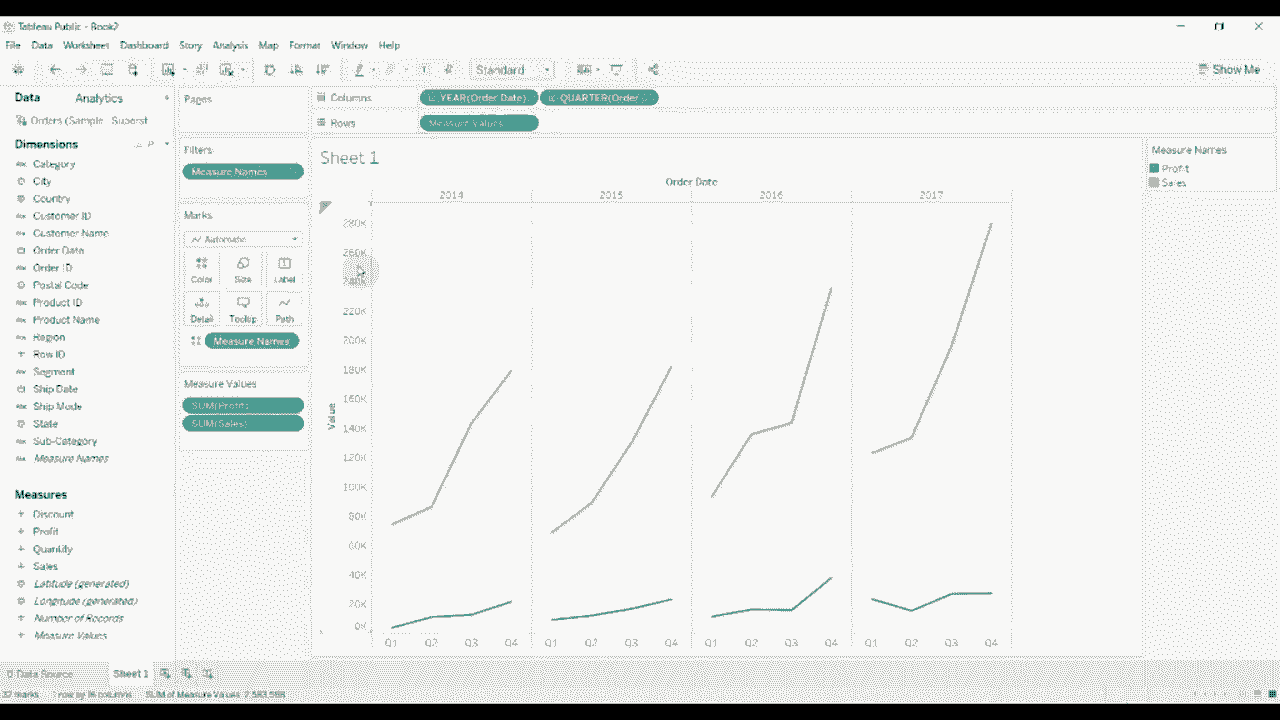 Tableau Public - Book2
File Data Worksheet Dashboard Story Analysis Map Format Window Help
Standard
Show Me
Data Analytics
Pages
Columns YEAR(Order Date) QUARTER(Order ..
Orders (Sample - Superst
Rows Measure Values
Dimensions
Category
City
Country
Customer ID
Customer Name
Order Date
Order ID
Postal Code
Product ID
Product Name
Region
Row ID
Segment
Ship Date
Ship Mode
State
Sub-Category
Measure Names
Measures
Discount
Profit
Quantity
Sales
Latitude (generated)
Longitude (generated)
Number of Records
Measure Values
Filters
Measure Names
Marks
Automatic
Color Size Label
Detail Tooltip Path
Measure Names
Measure Values
SUM(Profit)
SUM(Sales)
Sheet 1
Order Date
2014 2015 2016 2017
Value
280K
260K
240K
220K
200K
180K
160K
140K
120K
100K
80K
60K
40K
20K
0K
Q1 Q2 Q3 Q4 Q1 Q2 Q3 Q4 Q1 Q2 Q3 Q4 Q1 Q2 Q3 Q4
Measure Names
Profit
Sales
Data Source Sheet 1
32 marks 1 row by 16 columns SUM of Measure Values: